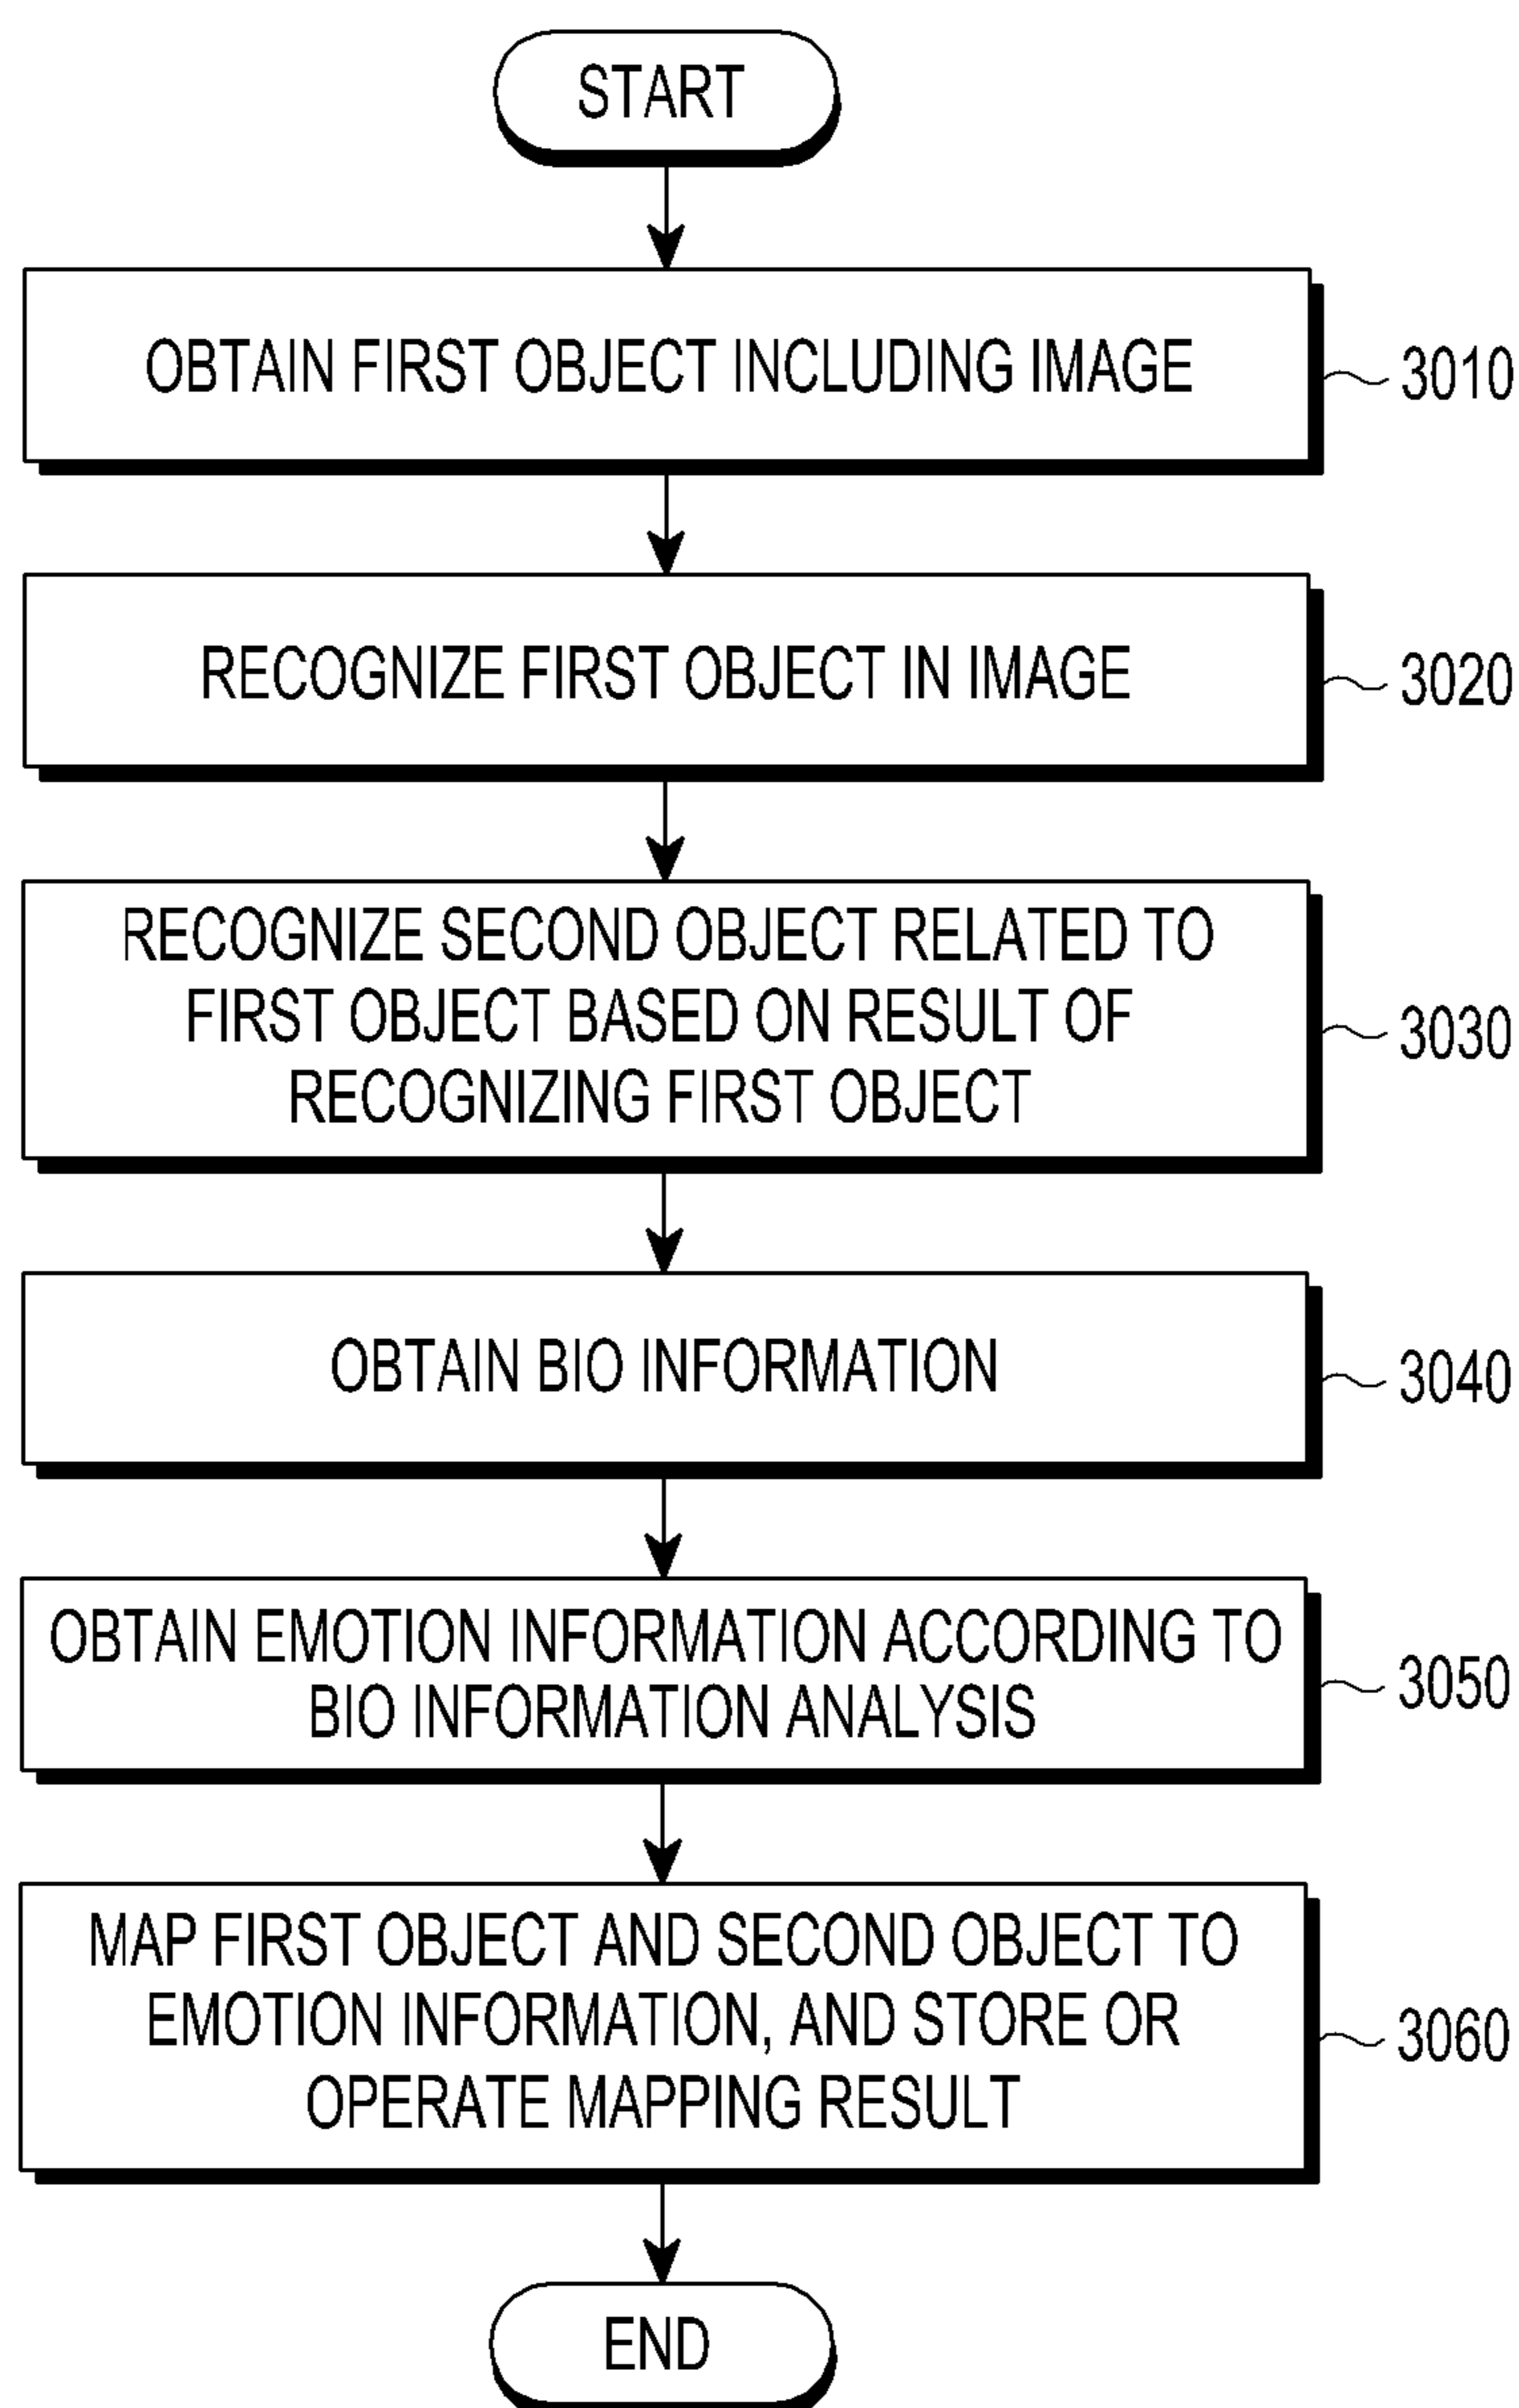 START
OBTAIN FIRST OBJECT INCLUDING IMAGE
3010
RECOGNIZE FIRST OBJECT IN IMAGE
3020
RECOGNIZE SECOND OBJECT RELATED TO
FIRST OBJECT BASED ON RESULT OF
RECOGNIZING FIRST OBJECT
3030
OBTAIN BIO INFORMATION
3040
OBTAIN EMOTION INFORMATION ACCORDING TO
BIO INFORMATION ANALYSIS
3050
MAP FIRST OBJECT AND SECOND OBJECT TO
EMOTION INFORMATION, AND STORE OR
OPERATE MAPPING RESULT
3060
END